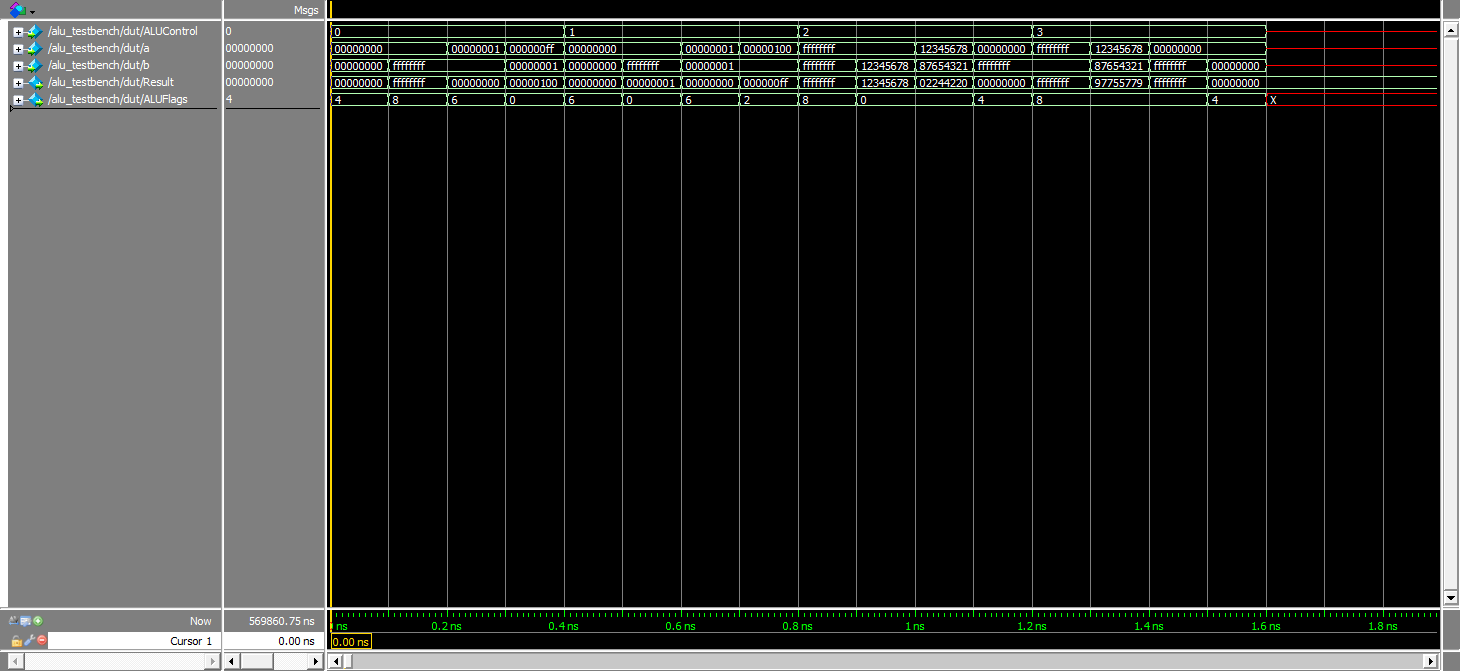 Msgs
/alu_testbench/dut/ALUControl 0 0 1 2 3
/alu_testbench/dut/a 00000000 00000000 00000001 000000ff 00000000 00000001 00000100 ffffffff 12345678 00000000 ffffffff 12345678 00000000
/alu_testbench/dut/b 00000000 00000000 ffffffff 00000001 00000000 ffffffff 00000001 ffffffff 12345678 87654321 ffffffff 87654321 ffffffff 00000000
/alu_testbench/dut/Result 00000000 00000000 ffffffff 00000000 00000100 00000000 00000001 00000000 000000ff ffffffff 12345678 02244220 00000000 ffffffff 97755779 ffffffff 00000000
/alu_testbench/dut/ALUFlags 4 4 8 6 0 6 0 6 2 8 0 4 8 4 X
Now 569860.75 ns ns 0.2 ns 0.4 ns 0.6 ns 0.8 ns 1 ns 1.2 ns 1.4 ns 1.6 ns 1.8 ns
Cursor 1 0.00 ns 0.00 ns